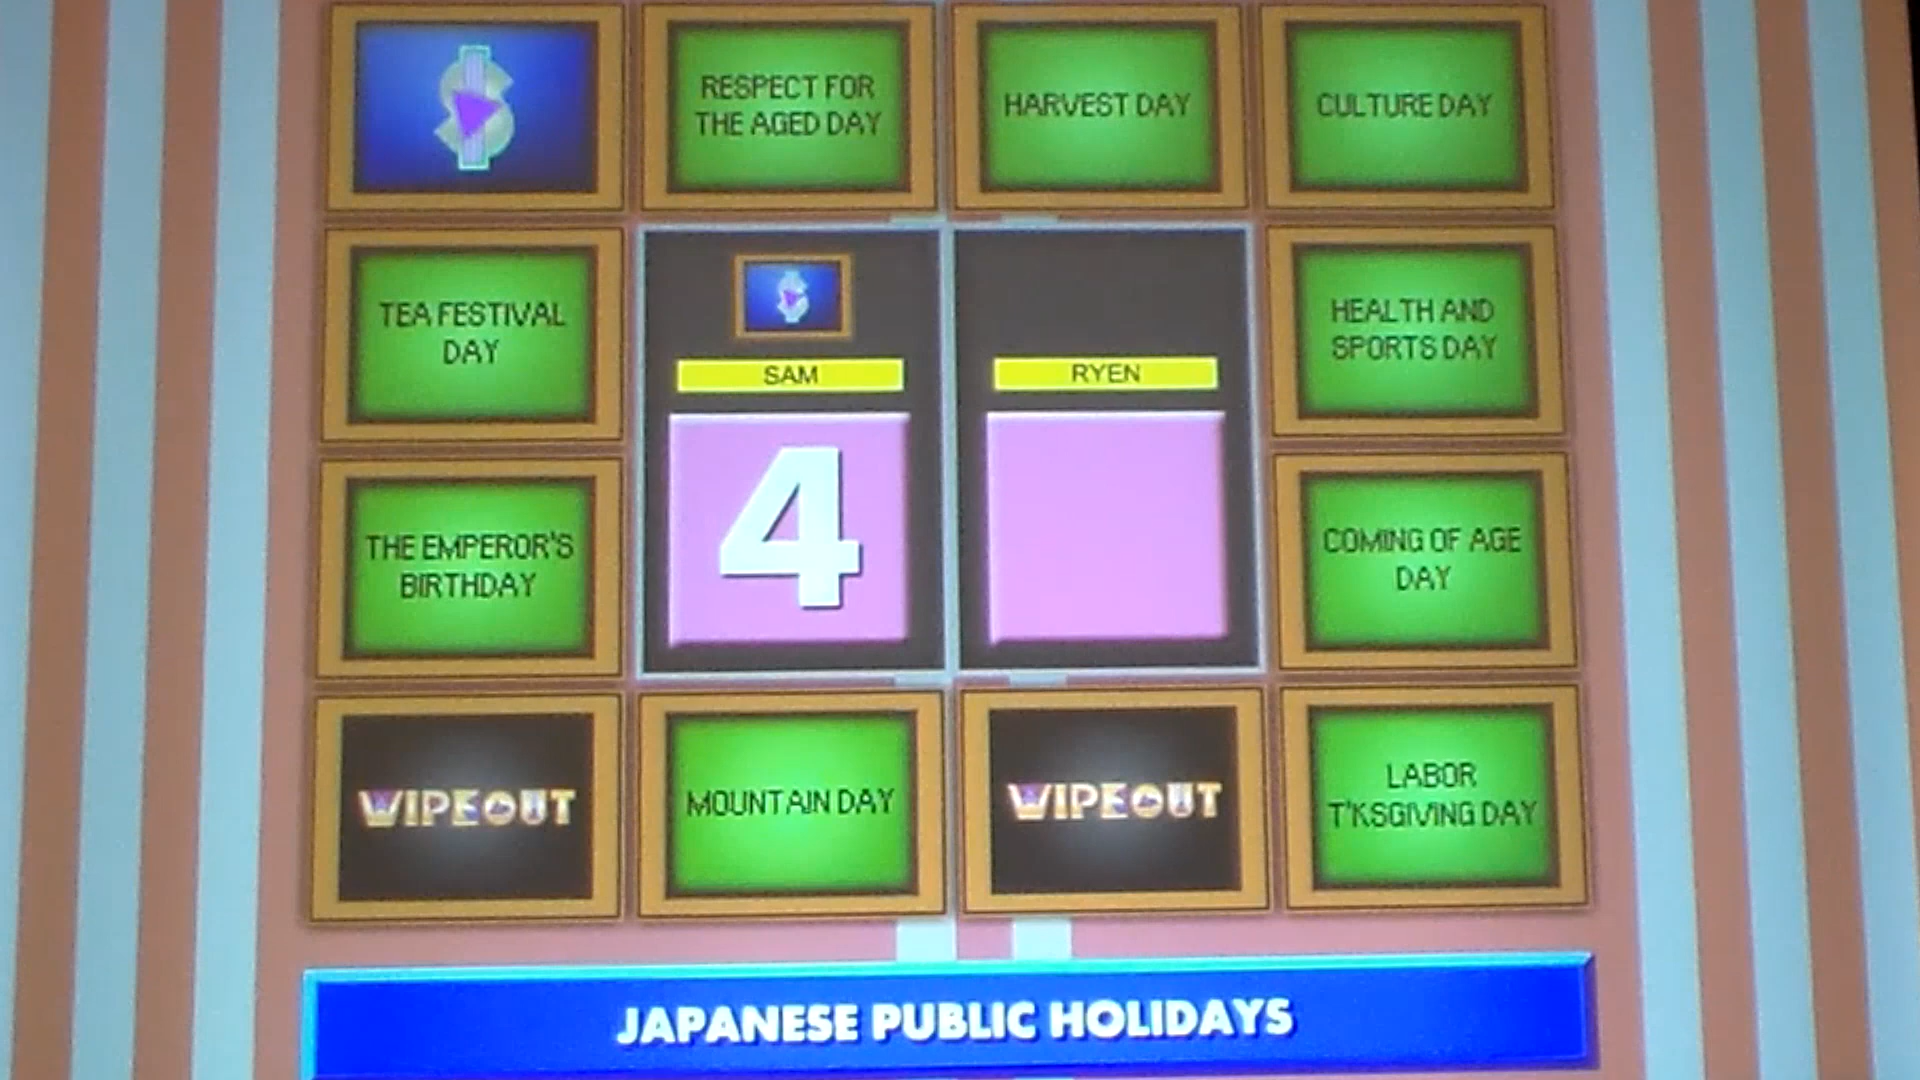 RESPECT FOR
THE AGED DAY
HARVEST DAY
CULTURE DAY
TEA FESTIVAL
DAY
SAM
RYEN
HEALTH AND
SPORTS DAY
4
THE EMPEROR'S
BIRTHDAY
COMING OF AGE
DAY
WIPEOUT
MOUNTAIN DAY
WIPEOUT
LABOR
T'KSGIVING DAY
JAPANESE PUBLIC HOLIDAYS